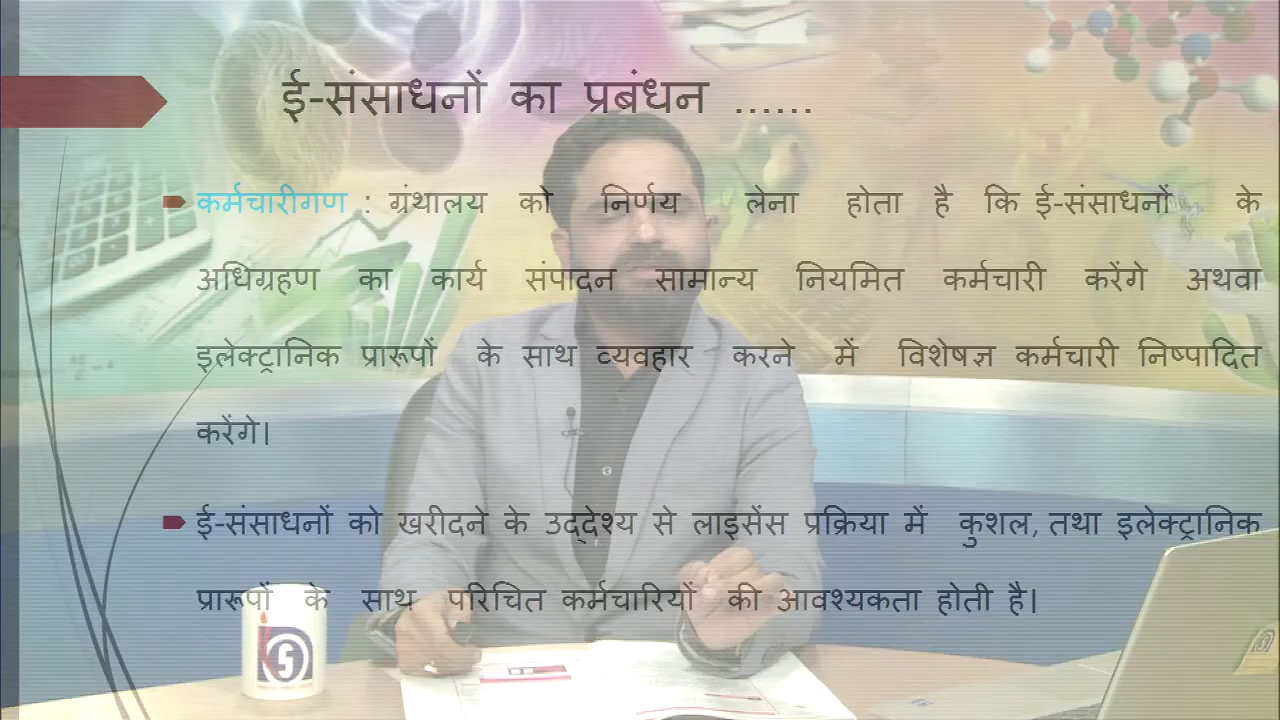 ई-संसाधनों का प्रबंधन ......
कर्मचारीगण : ग्रंथालय को निर्णय लेना होता है कि ई-संसाधनों के
अधिग्रहण का कार्य संपादन सामान्य नियमित कर्मचारी करेंगे अथवा
इलेक्ट्रानिक प्रारूपों के साथ व्यवहार करने में विशेषज्ञ कर्मचारी निष्पादित
करेंगे।
ई-संसाधनों को खरीदने के उद्देश्य से लाइसेंस प्रक्रिया में कुशल, तथा इलेक्ट्रानिक
प्रारूपों के साथ परिचित कर्मचारियों की आवश्यकता होती है।